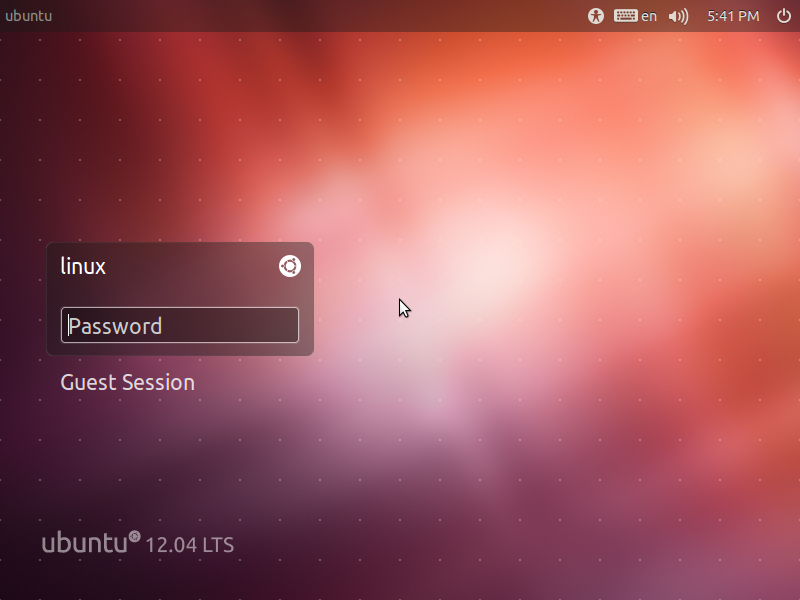 ubuntu en 5:41 PM
linux
Password
Guest Session
ubuntu 12.04 LTS